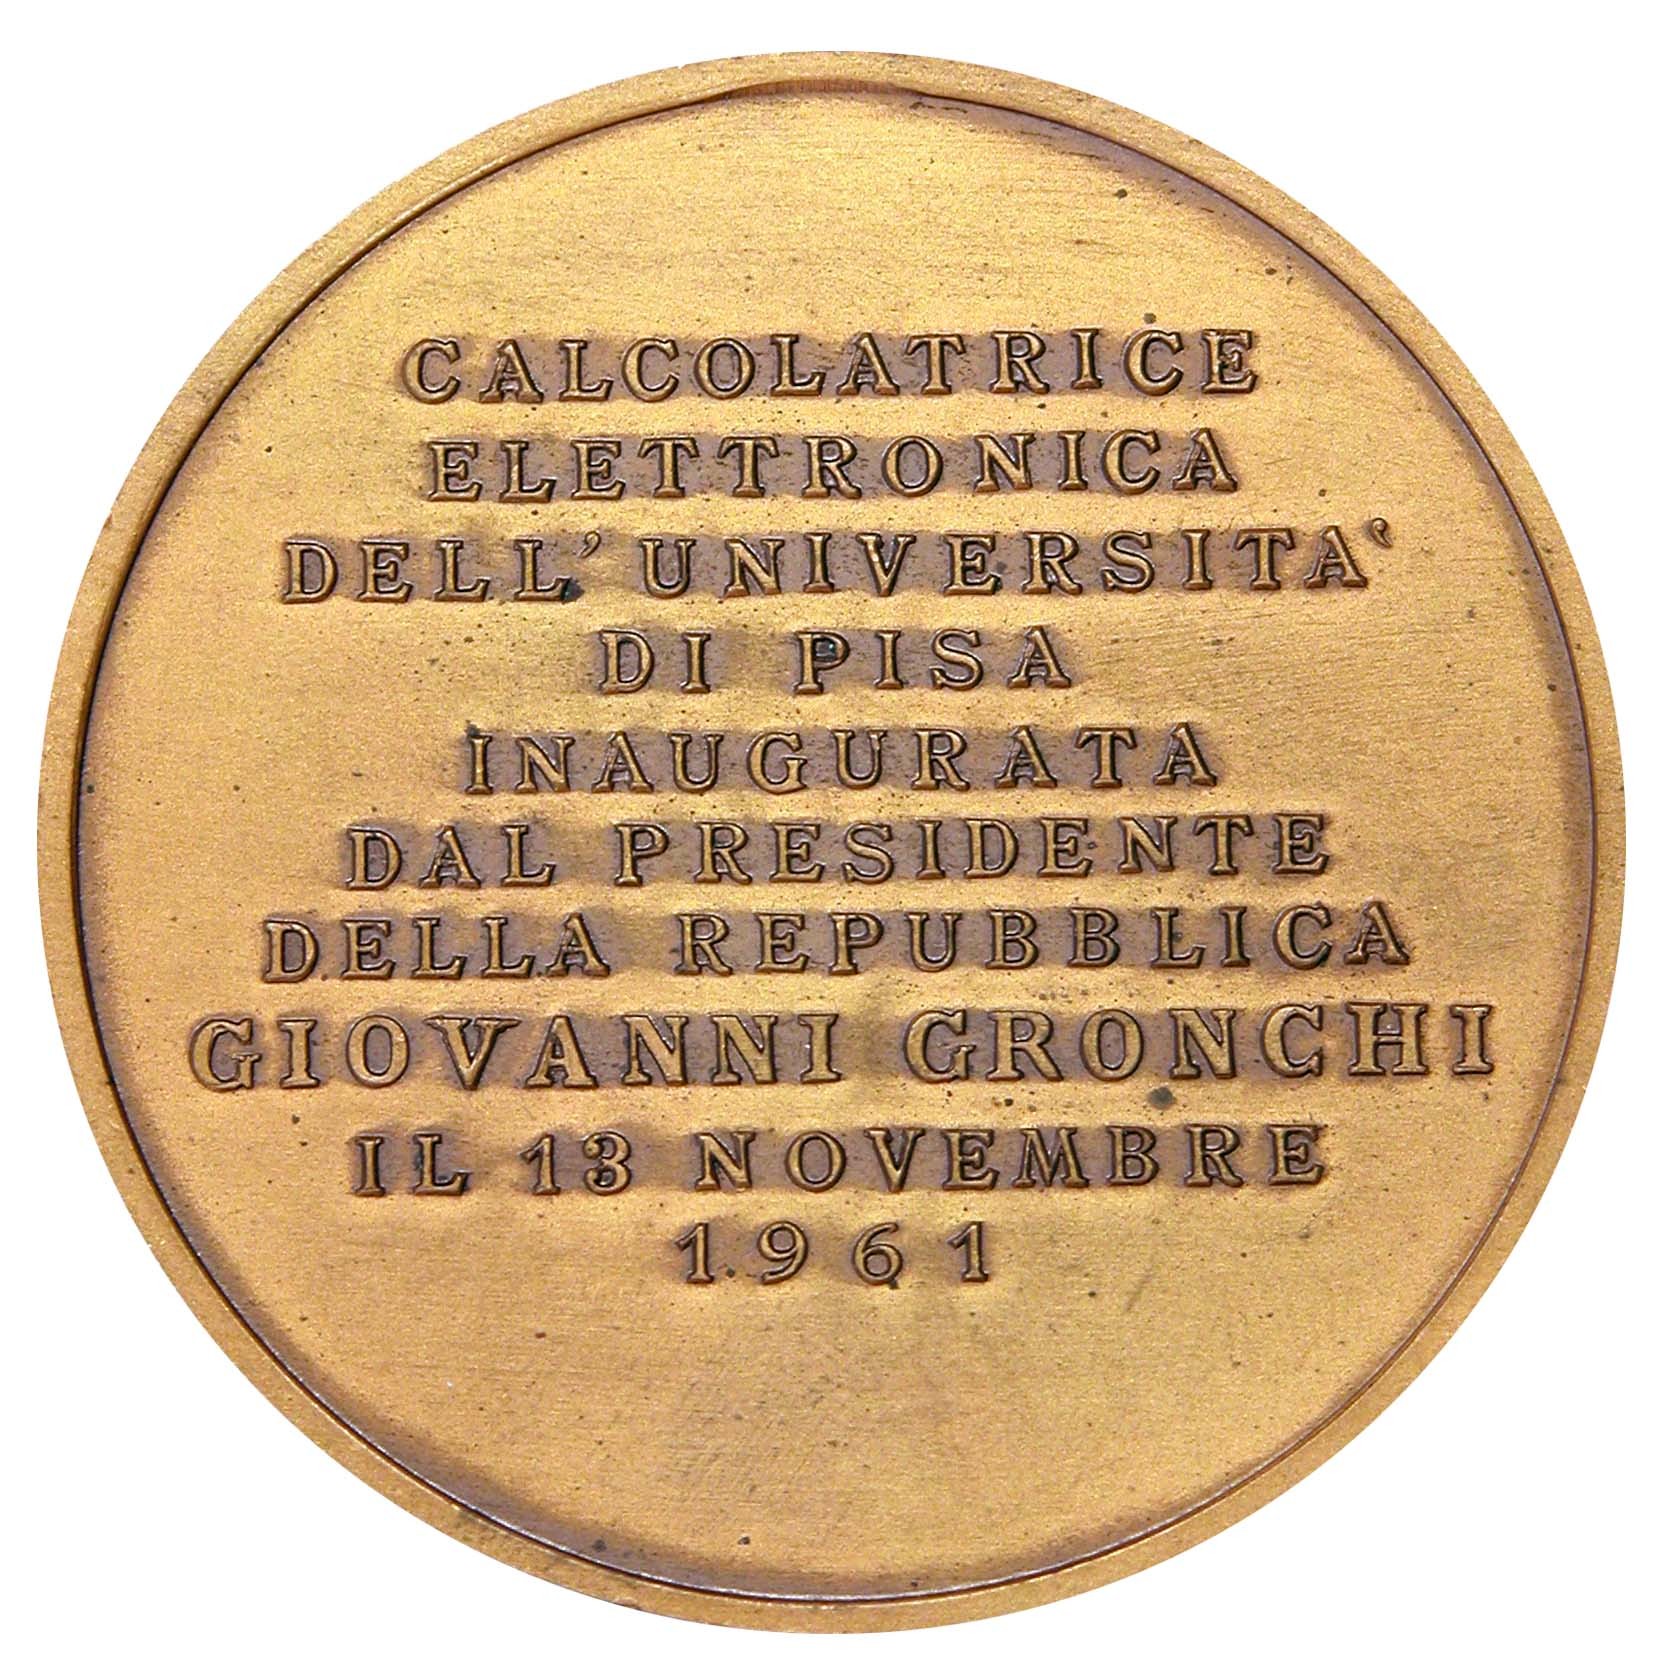 CALCOLATRICE
ELETTRONICA
DELL'UNIVERSITA'
DI PISA
INAUGURATA
DAL PRESIDENTE
DELLA REPUBBLICA
GIOVANNI GRONCHI
IL 13 NOVEMBRE
1961